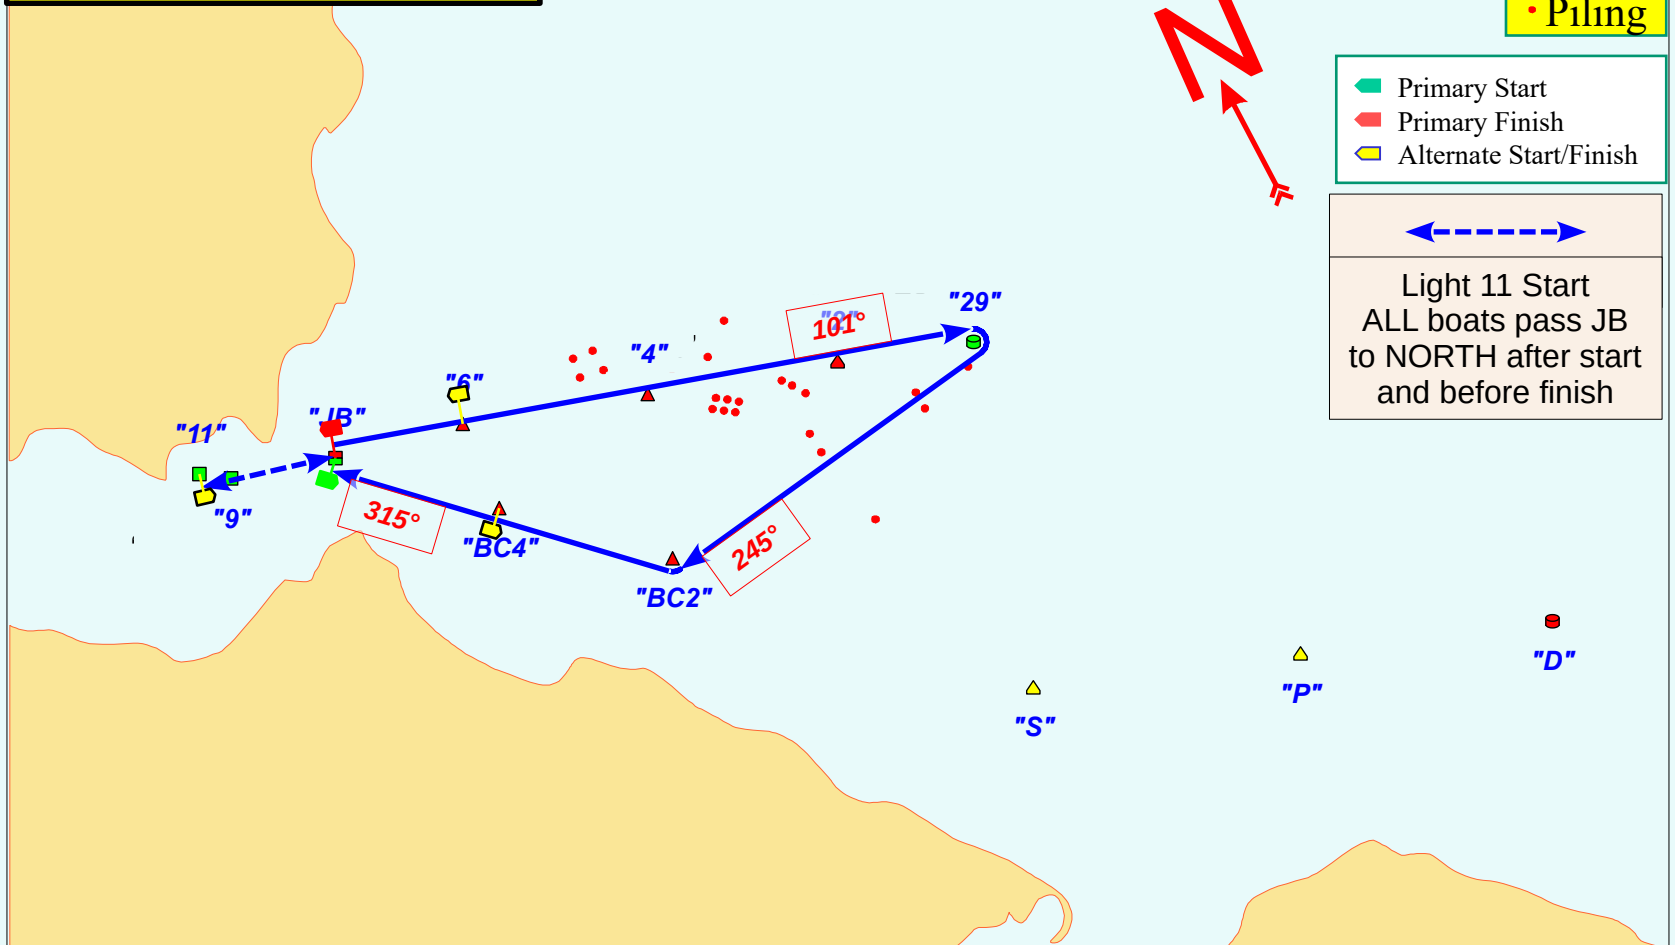 N
Piling
Primary Start
Primary Finish
Alternate Start/Finish
Light 11 Start
ALL boats pass JB
to NORTH after start
and before finish
"29"
101°
"4"
"6"
"JB"
"11"
"9"
315°
"BC4"
245°
"BC2"
"D"
"P"
"S"